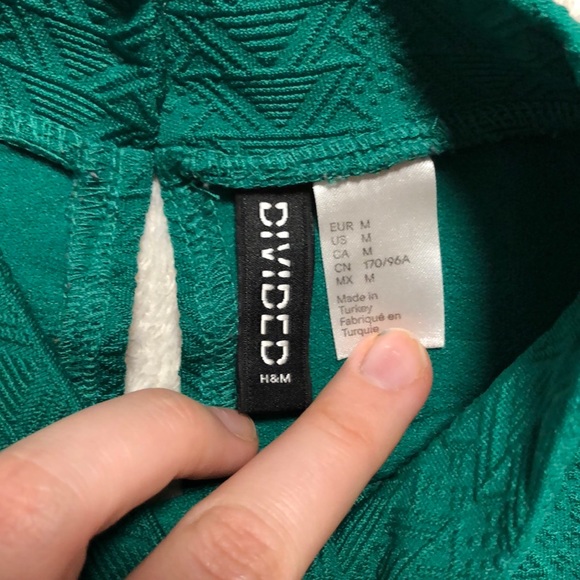 DIVIDED
H&M
EUR M
US M
CA M
CN 170/96A
MX M
Made in
Turkey
Fabriqué en
Turquie